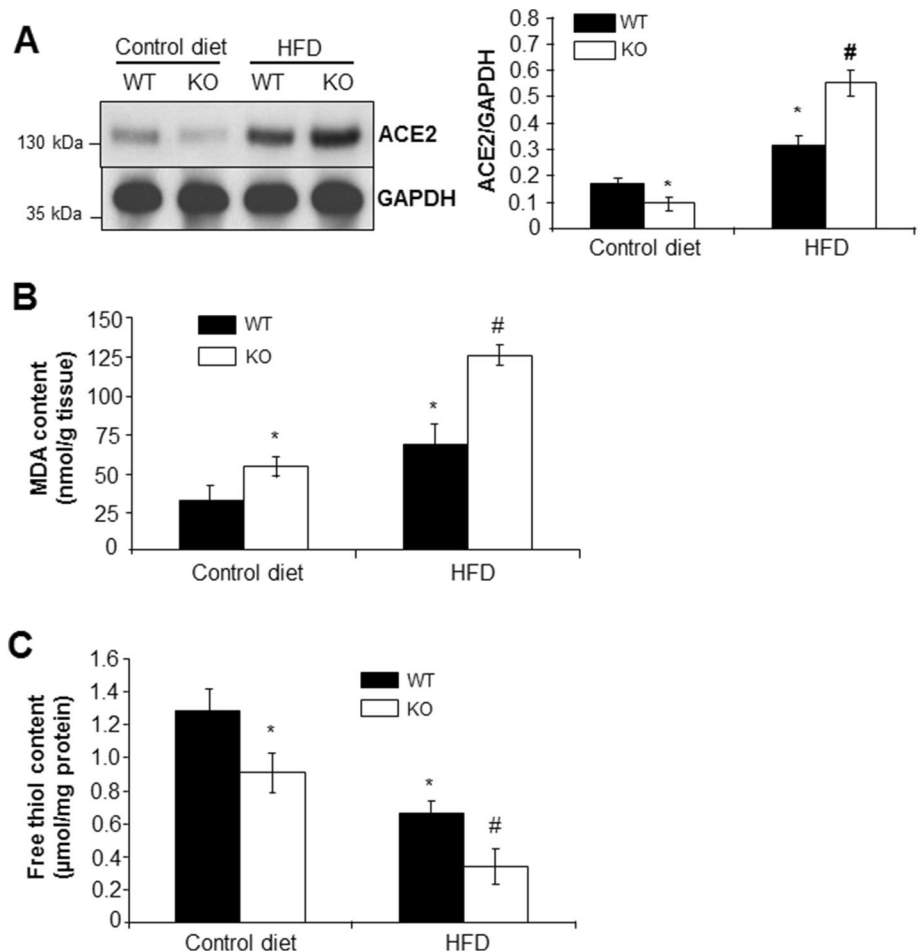 A
Control diet HFD
WT KO WT KO
130 kDa
ACE2
35 kDa
GAPDH
ACE2/GAPDH
0.8
0.7
0.6
0.5
0.4
0.3
0.2
0.1
0
WT
KO
*
*
#
Control diet HFD
B
MDA content
(nmol/g tissue)
150
125
100
75
50
25
0
WT
KO
*
*
#
Control diet HFD
C
Free thiol content
(µmol/mg protein)
1.6
1.4
1.2
1.0
0.8
0.6
0.4
0.2
0
WT
KO
*
*
#
Control diet HFD